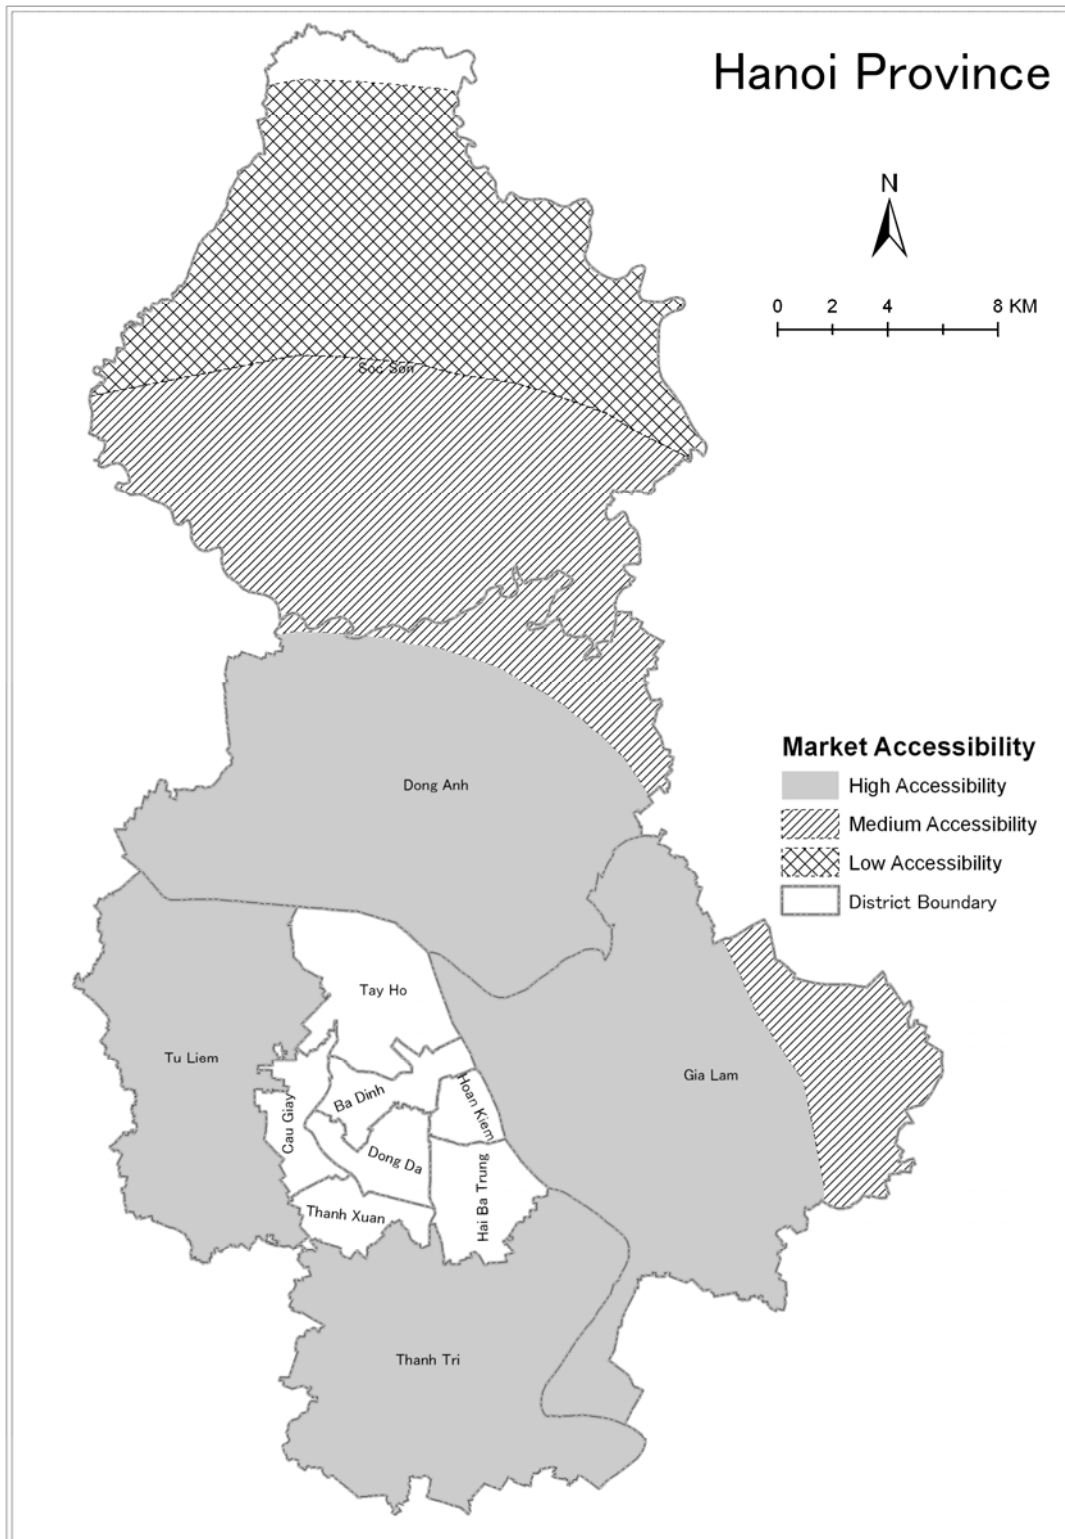 Hanoi Province
N
0 2 4 8 KM
Soc Son
Market Accessibility
High Accessibility
Medium Accessibility
Low Accessibility
District Boundary
Dong Anh
Tay Ho
Tu Liem
Gia Lam
Ba Dinh
Hoan Kiem
Cau Giay
Dong Da
Hai Ba Trung
Thanh Xuan
Thanh Tri